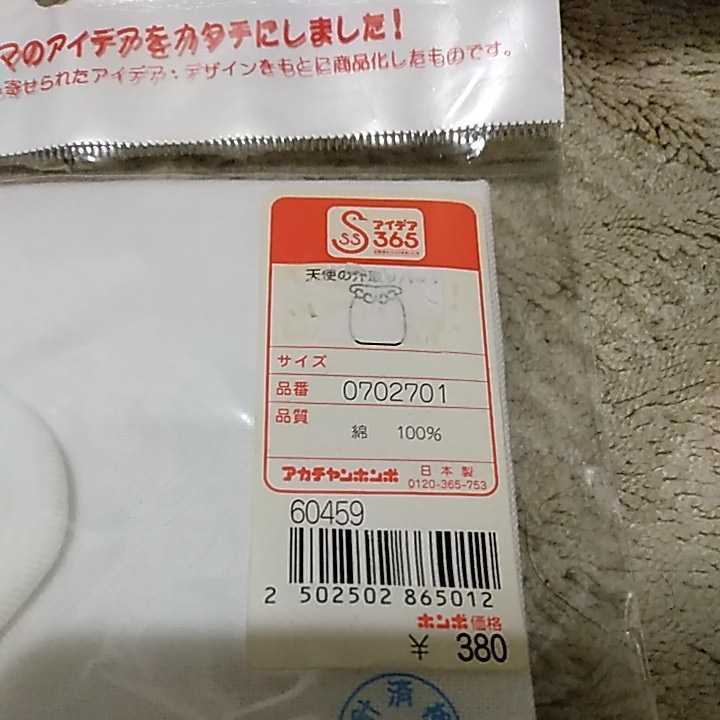 マのアイデアをカタチにしました!
寄せられたアイデア・デザインをもとに商品化したものです。
SS
アイデア
365
天使の
サイズ
品番 0702701
品質
綿 100%
アカチャンホンポ 日本製
0120-365-753
60459
2 502502 865012
ホンポ価格
¥ 380
済